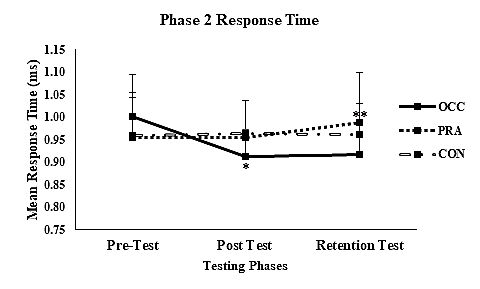 Phase 2 Response Time
Mean Response Time (ms)
1.15
1.10
1.05
1.00
0.95
0.90
0.85
0.80
0.75
**
*
OCC
PRA
CON
Pre-Test Post Test Retention Test
Testing Phases